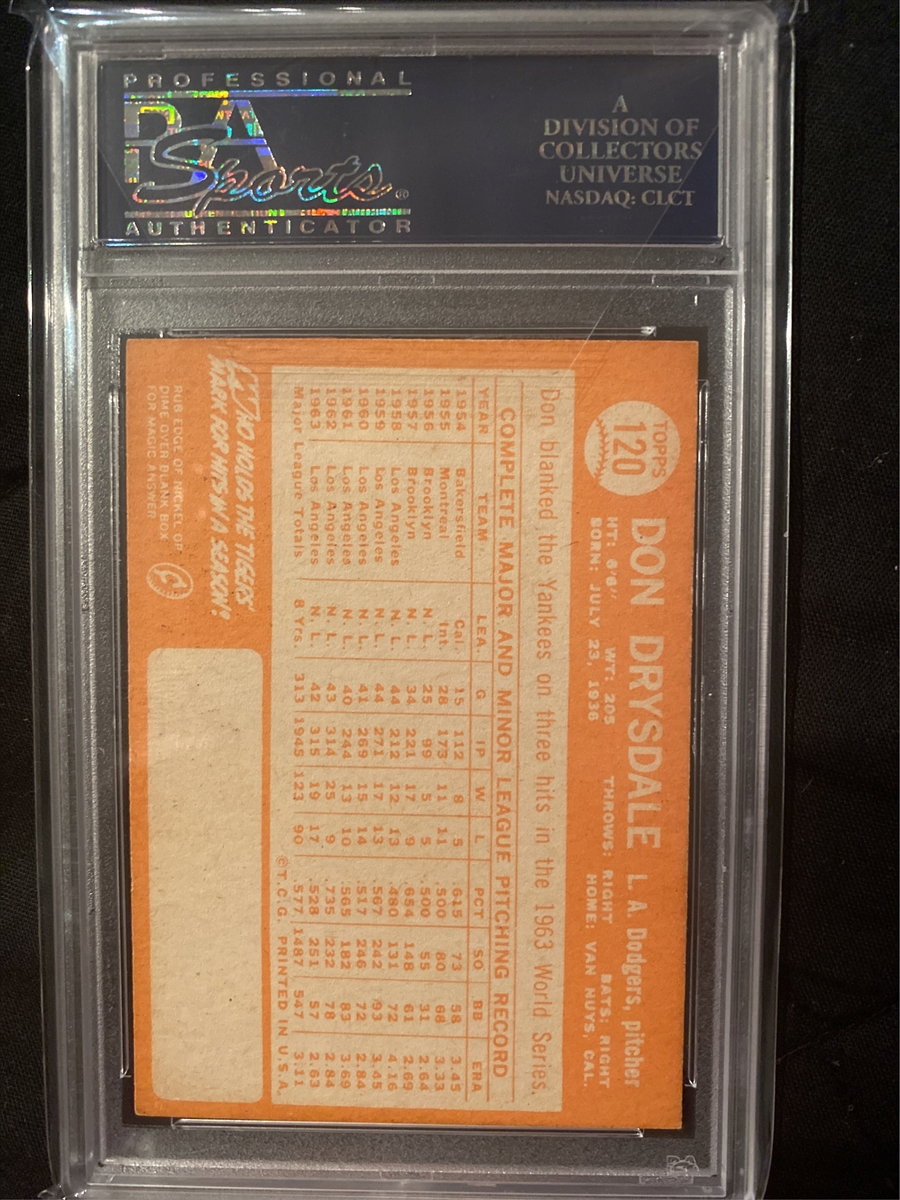 PROFESSIONAL
PSA
Sports ®
AUTHENTICATOR
A
DIVISION OF
COLLECTORS
UNIVERSE
NASDAQ: CLCT
TOPPS
120
DON DRYSDALE L. A. Dodgers, pitcher
HT: 6'6" WT: 205 THROWS: RIGHT BATS: RIGHT
BORN: JULY 23, 1936 HOME: VAN NUYS, CAL.
Don blanked the Yankees on three hits in the 1963 World Series.
COMPLETE MAJOR AND MINOR LEAGUE PITCHING RECORD
YEAR TEAM LEA. G IP W L PCT SO BB ERA
1954 Bakersfield Cal. 15 112 8 5 .615 73 58 3.45
1955 Montreal Int. 28 173 11 11 .500 80 68 3.33
1956 Brooklyn N. L. 25 99 5 5 .500 55 31 2.64
1957 Brooklyn N. L. 34 221 17 9 .654 148 61 2.69
1958 Los Angeles N. L. 44 212 12 13 .480 131 72 4.16
1959 Los Angeles N. L. 44 271 17 13 .567 242 93 3.45
1960 Los Angeles N. L. 41 269 15 14 .517 246 72 2.84
1961 Los Angeles N. L. 40 244 13 10 .565 182 83 3.69
1962 Los Angeles N. L. 43 314 25 9 .735 232 78 2.84
1963 Los Angeles N. L. 42 315 19 17 .528 251 57 2.63
Major League Totals 8 Yrs. 313 1945 123 90 .577 1487 547 3.11
©T.C.G. PRINTED IN U.S.A.
WHO HOLDS THE TIGERS'
MARK FOR HITS IN A SEASON?
RUB EDGE OF NICKEL OR
DIME OVER BLANK BOX
FOR MAGIC ANSWER